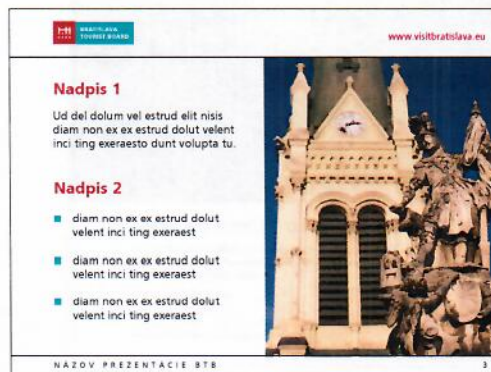 BRATISLAVA
TOURIST BOARD
www.visitbratislava.eu
Nadpis 1
Ud del dolum vel estrud elit nisis
diam non ex ex estrud dolut velent
inci ting exeraesto dunt volupta tu.
Nadpis 2
diam non ex ex estrud dolut
velent inci ting exeraest
diam non ex ex estrud dolut
velent inci ting exeraest
diam non ex ex estrud dolut
velent inci ting exeraest
NÁZOV PREZENTÁCIE BTB
3